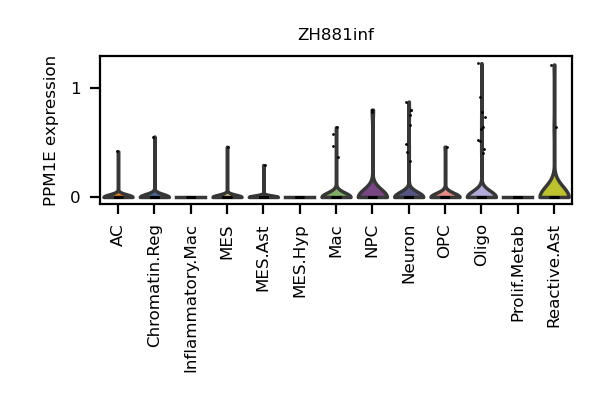 ZH881inf
PPM1E expression
1
0
AC
Chromatin.Reg
Inflammatory.Mac
MES
MES.Ast
MES.Hyp
Mac
NPC
Neuron
OPC
Oligo
Prolif.Metab
Reactive.Ast